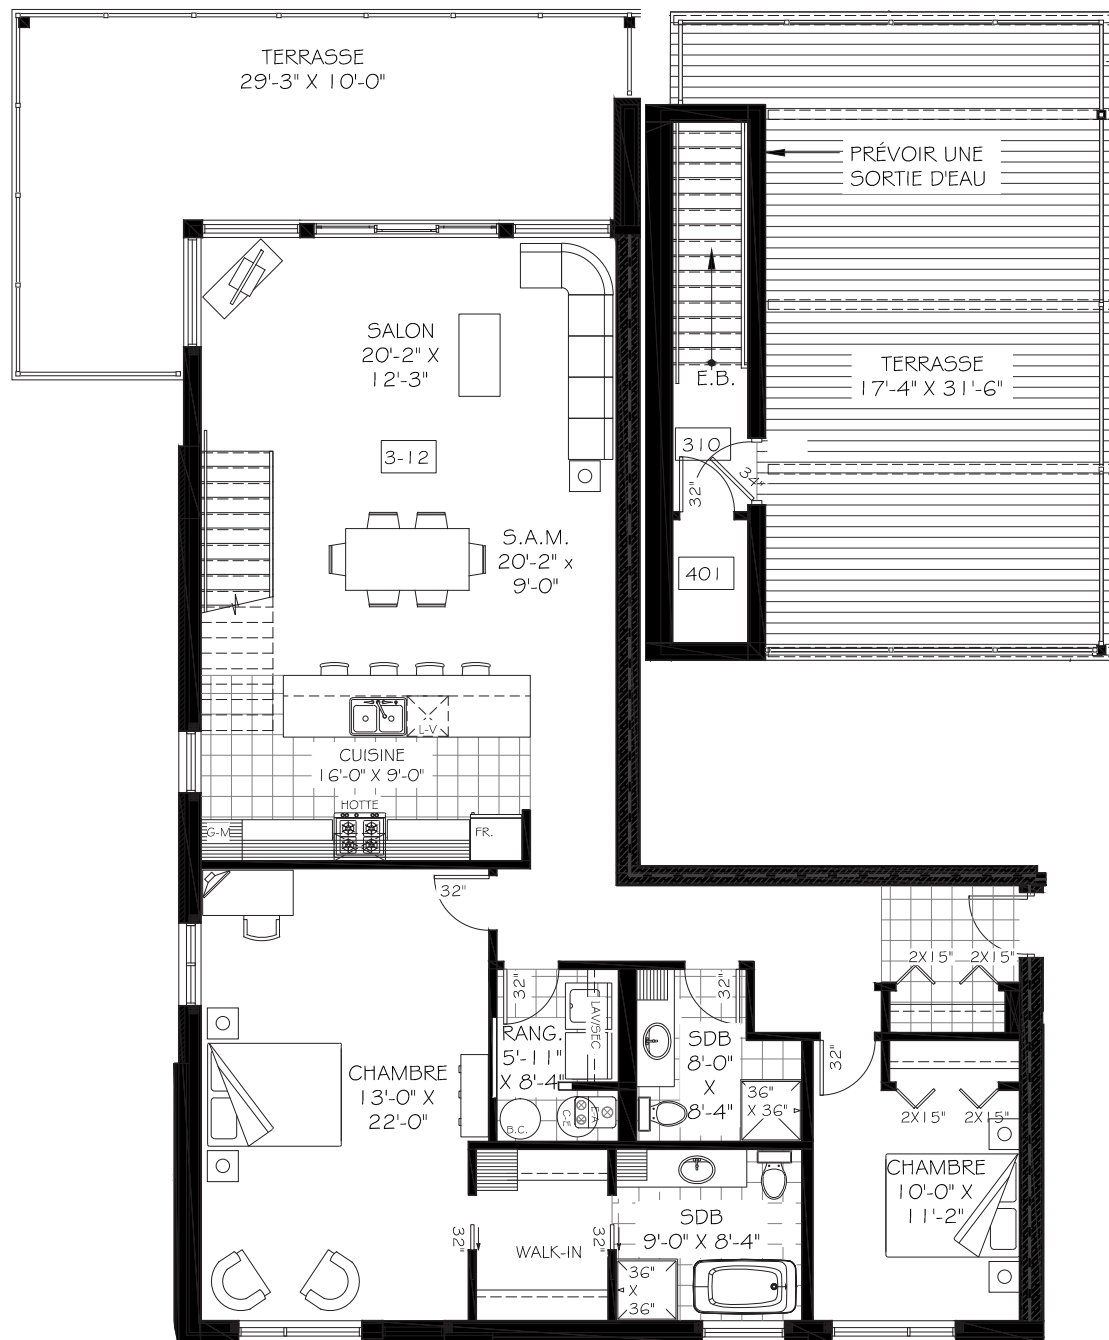 TERRASSE
29'-3" X 10'-0"
PRÉVOIR UNE
SORTIE D'EAU
SALON
20'-2" X
12'-3"
TERRASSE
17'-4" X 31'-6"
E.B.
310
34"
32"
3-12
S.A.M.
20'-2" x
9'-0"
401
L-V
CUISINE
16'-0" X 9'-0"
HOTTE
G-M
FR.
32"
2X15"
2X15"
32"
LAV/SEC
32"
RANG.
5'-11"
X 8'-4"
SDB
8'-0"
X
8'-4"
32"
CHAMBRE
13'-0" X
22'-0"
36"
X 36"
B.C.
C-E
E-A
2X15"
2X15"
CHAMBRE
10'-0" X
11'-2"
SDB
9'-0" X 8'-4"
32"
WALK-IN
32"
36"
X
36"